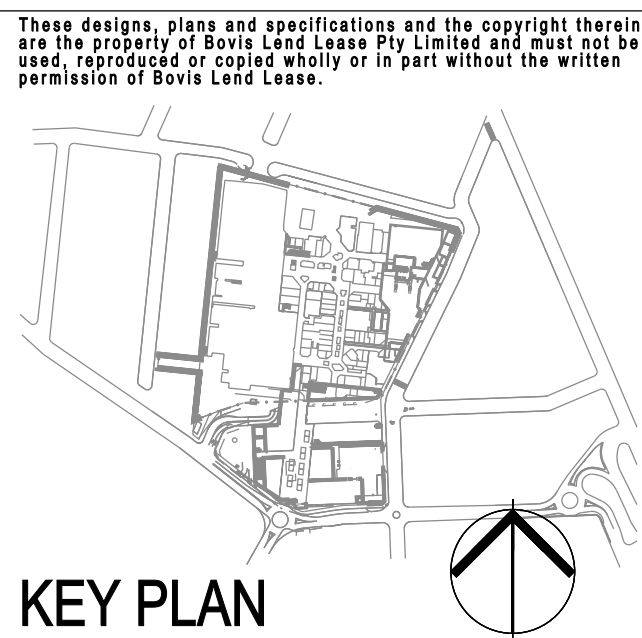 These designs, plans and specifications and the copyright therein
are the property of Bovis Lend Lease Pty Limited and must not be
used, reproduced or copied wholly or in part without the written
permission of Bovis Lend Lease.
KEY PLAN